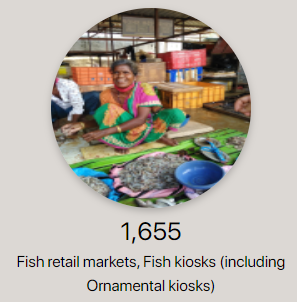 1,655
Fish retail markets, Fish kiosks (including
Ornamental kiosks)